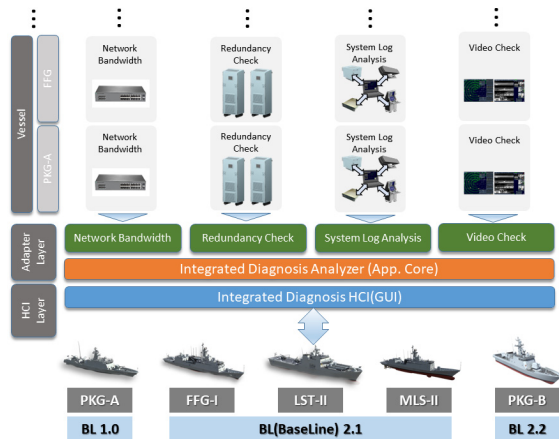 Network
Bandwidth
Redundancy
Check
System Log
Analysis
Video Check
Vessel
FFG
Network
Bandwidth
Redundancy
Check
System Log
Analysis
Video Check
PKG-A
Adapter
Layer
Network Bandwidth
Redundancy Check
System Log Analysis
Video Check
Integrated Diagnosis Analyzer (App. Core)
HCI
Layer
Integrated Diagnosis HCI(GUI)
PKG-A
FFG-I
LST-II
MLS-II
PKG-B
BL 1.0
BL(BaseLine) 2.1
BL 2.2